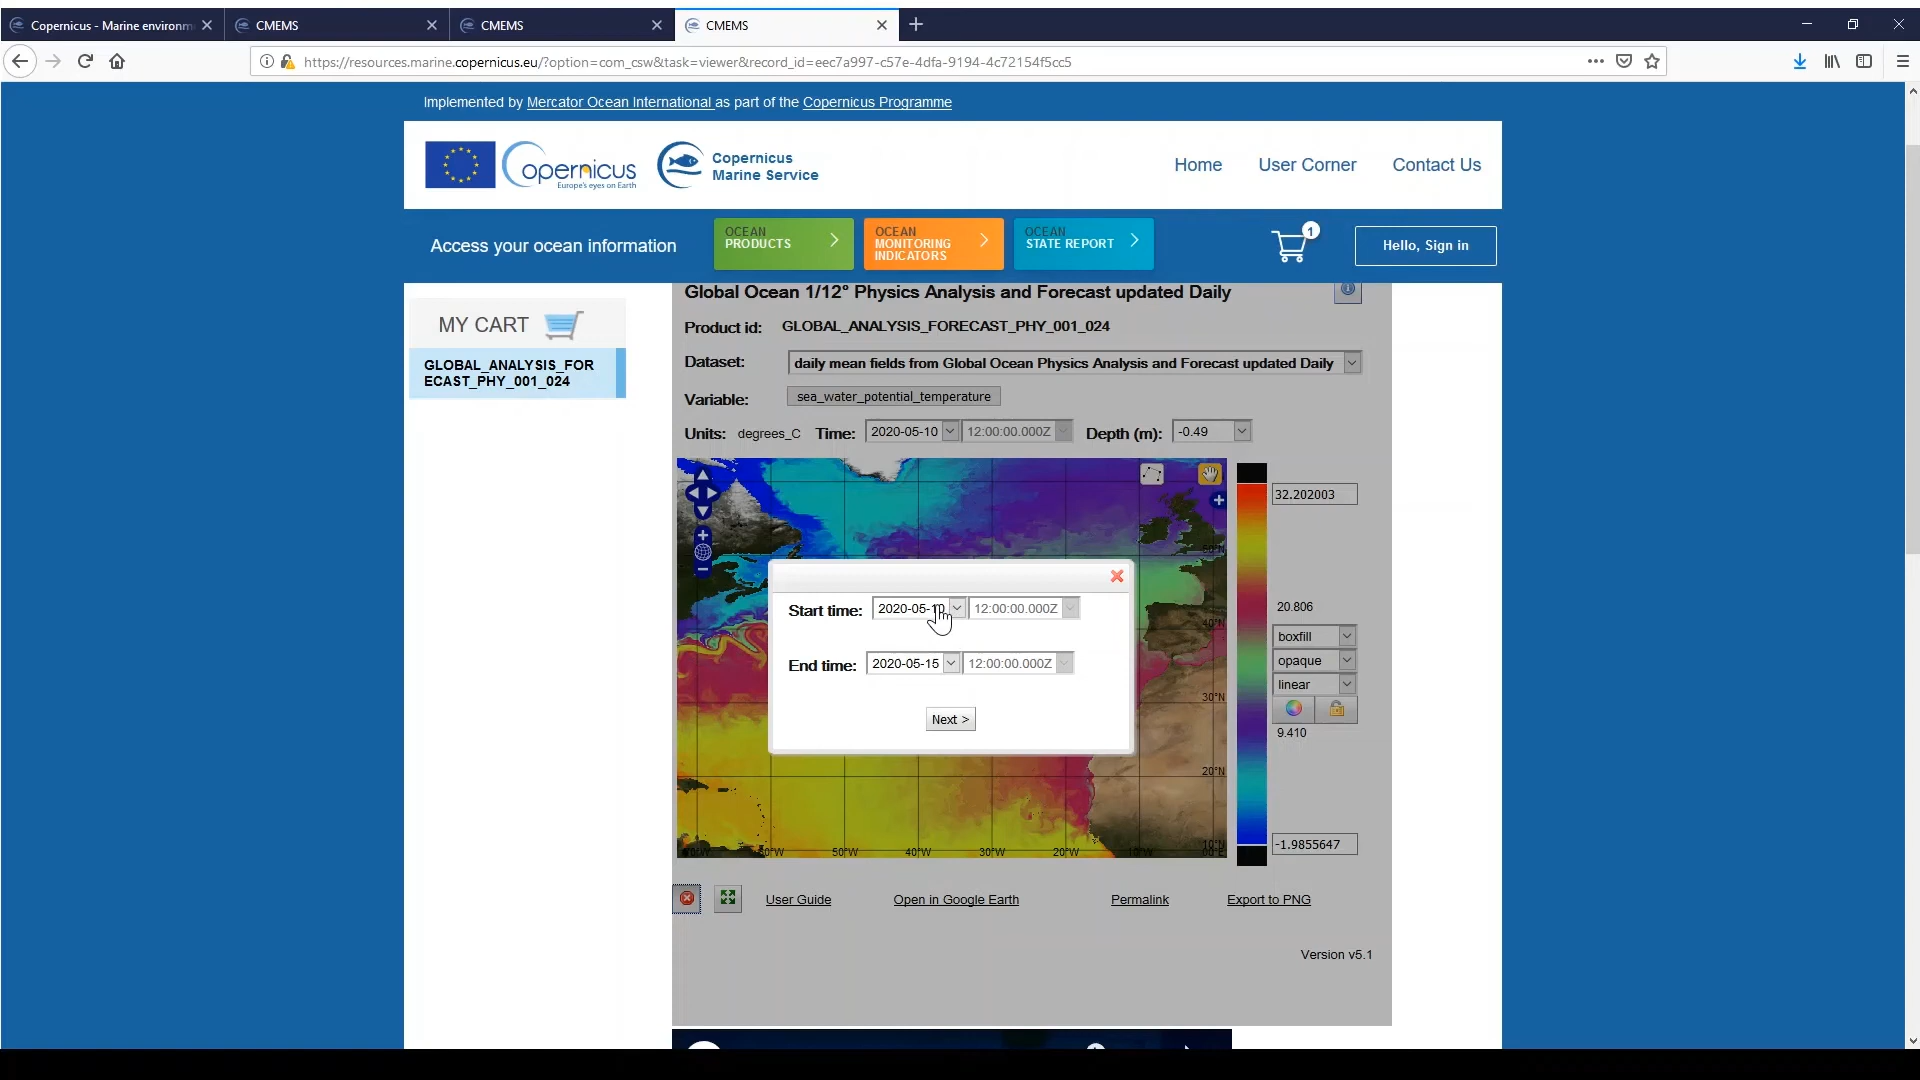 Copernicus - Marine environm
CMEMS
CMEMS
CMEMS
https://resources.marine.copernicus.eu/?option=com_csw&task=viewer&record_id=eec7a997-c57e-4dfa-9194-4c72154f5cc5
Implemented by Mercator Ocean International as part of the Copernicus Programme
opernicus
Europe's eyes on Earth
Copernicus
Marine Service
Home
User Corner
Contact Us
Access your ocean information
OCEAN
PRODUCTS
OCEAN
MONITORING
INDICATORS
OCEAN
STATE REPORT
1
Hello, Sign in
MY CART
GLOBAL_ANALYSIS_FOR
ECAST_PHY_001_024
Global Ocean 1/12° Physics Analysis and Forecast updated Daily
Product id: GLOBAL_ANALYSIS_FORECAST_PHY_001_024
Dataset: daily mean fields from Global Ocean Physics Analysis and Forecast updated Daily
Variable: sea_water_potential_temperature
Units: degrees_C Time: 2020-05-10 12:00:00.000Z Depth (m): -0.49
32.202003
20.806
boxfill
opaque
linear
9.410
-1.9855647
Start time: 2020-05-10 12:00:00.000Z
End time: 2020-05-15 12:00:00.000Z
Next >
40°N
30°N
20°N
10°N
50°W
40°W
30°W
20°W
User Guide
Open in Google Earth
Permalink
Export to PNG
Version v5.1